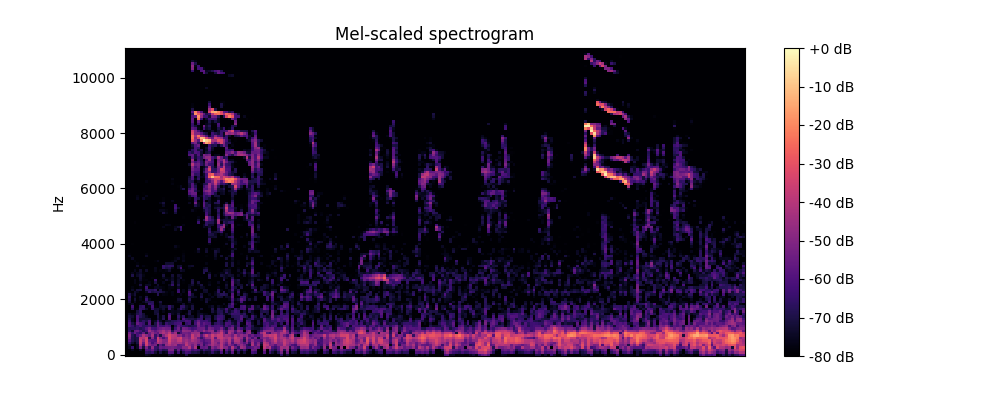 Mel-scaled spectrogram
Hz
10000
8000
6000
4000
2000
0
+0 dB
-10 dB
-20 dB
-30 dB
-40 dB
-50 dB
-60 dB
-70 dB
-80 dB